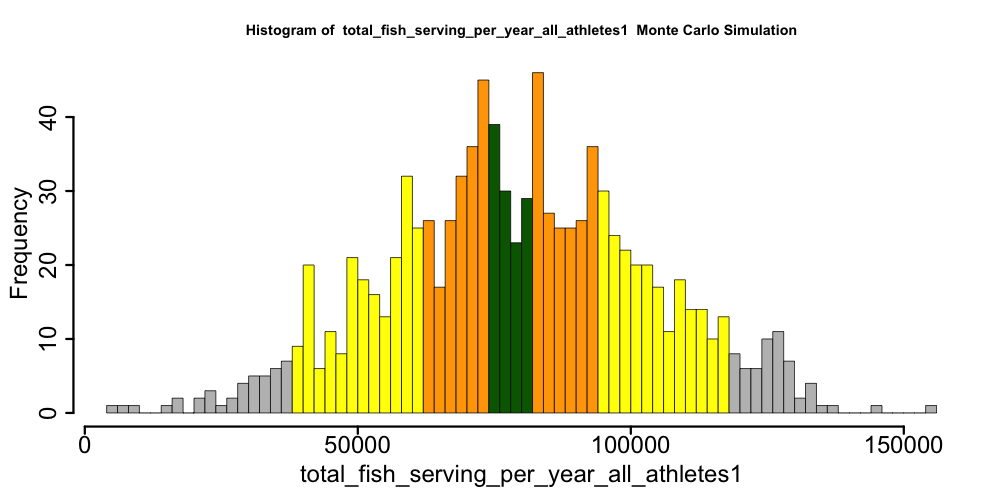 Histogram of  total_fish_serving_per_year_all_athletes1  Monte Carlo Simulation
Frequency
40
30
20
10
0
0 50000 100000 150000
total_fish_serving_per_year_all_athletes1